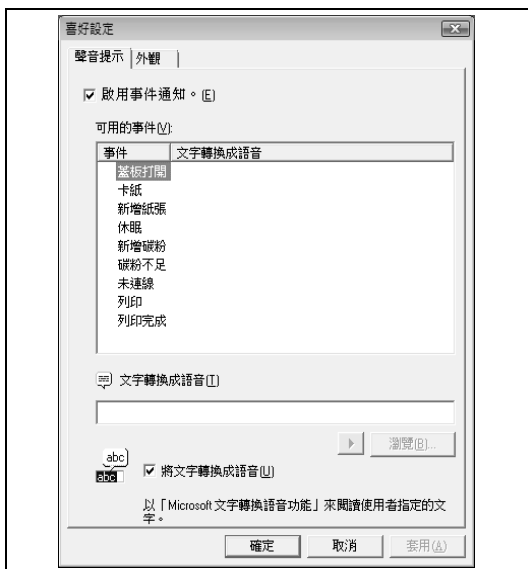 喜好設定
聲音提示 外觀
啟用事件通知。(E)
可用的事件(V):
事件 文字轉換成語音
蓋板打開
卡紙
新增紙張
休眠
新增碳粉
碳粉不足
未連線
列印
列印完成
文字轉換成語音(T)
瀏覽(B)...
abc
abc
將文字轉換成語音(U)
以「Microsoft 文字轉換語音功能」來閱讀使用者指定的文
字。
確定 取消 套用(A)